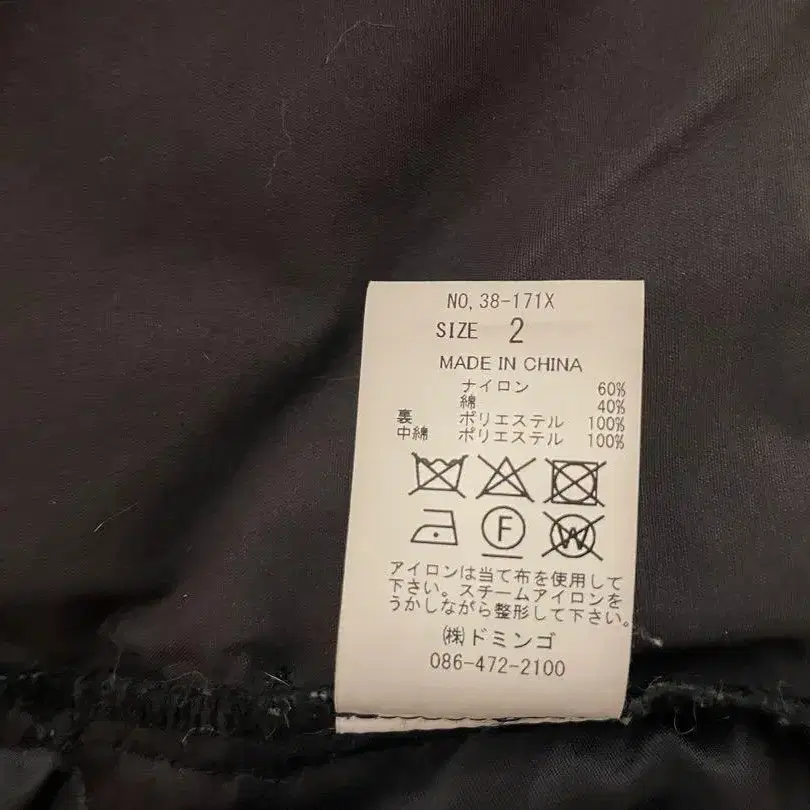 NO,38-171X
SIZE 2
MADE IN CHINA
ナイロン 60%
綿 40%
裏 ポリエステル 100%
中綿 ポリエステル 100%
F
W
アイロンは当て布を使用して
下さい。スチームアイロンを
うかしながら整形して下さい。
㈱ドミンゴ
086-472-2100